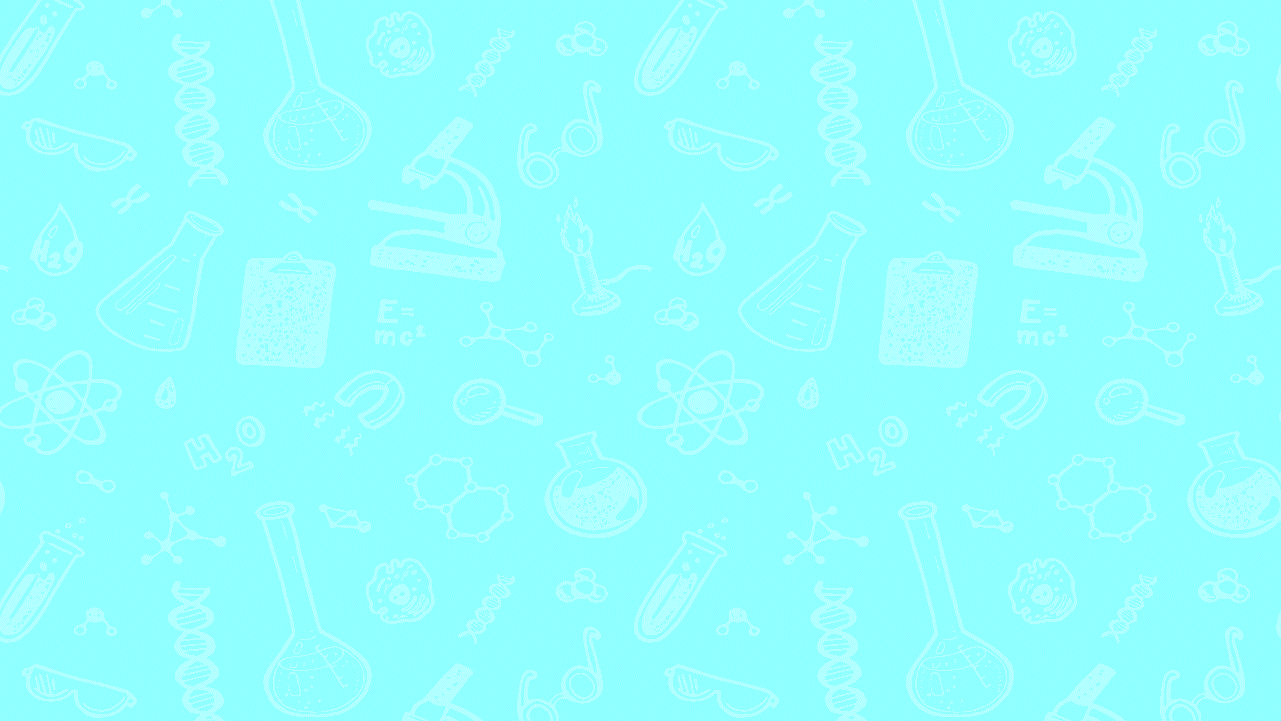 H₂O
H₂O
E=
mc²
E=
mc²
H₂O
H₂O